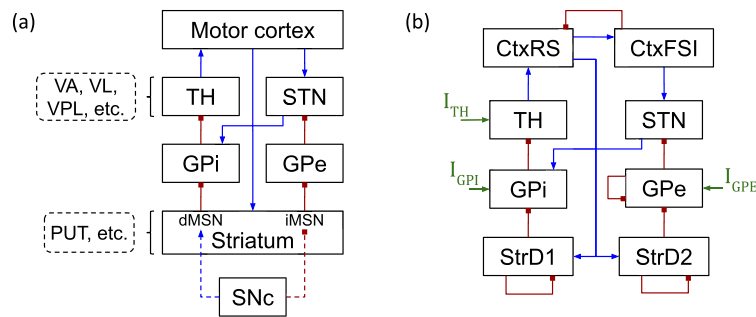 (a)
Motor cortex
VA, VL,
VPL, etc.
TH
STN
GPi
GPe
PUT, etc.
dMSN
iMSN
Striatum
SNc
(b)
CtxRS
CtxFSI
I_TH
TH
STN
I_GPI
GPi
GPe
I_GPE
StrD1
StrD2